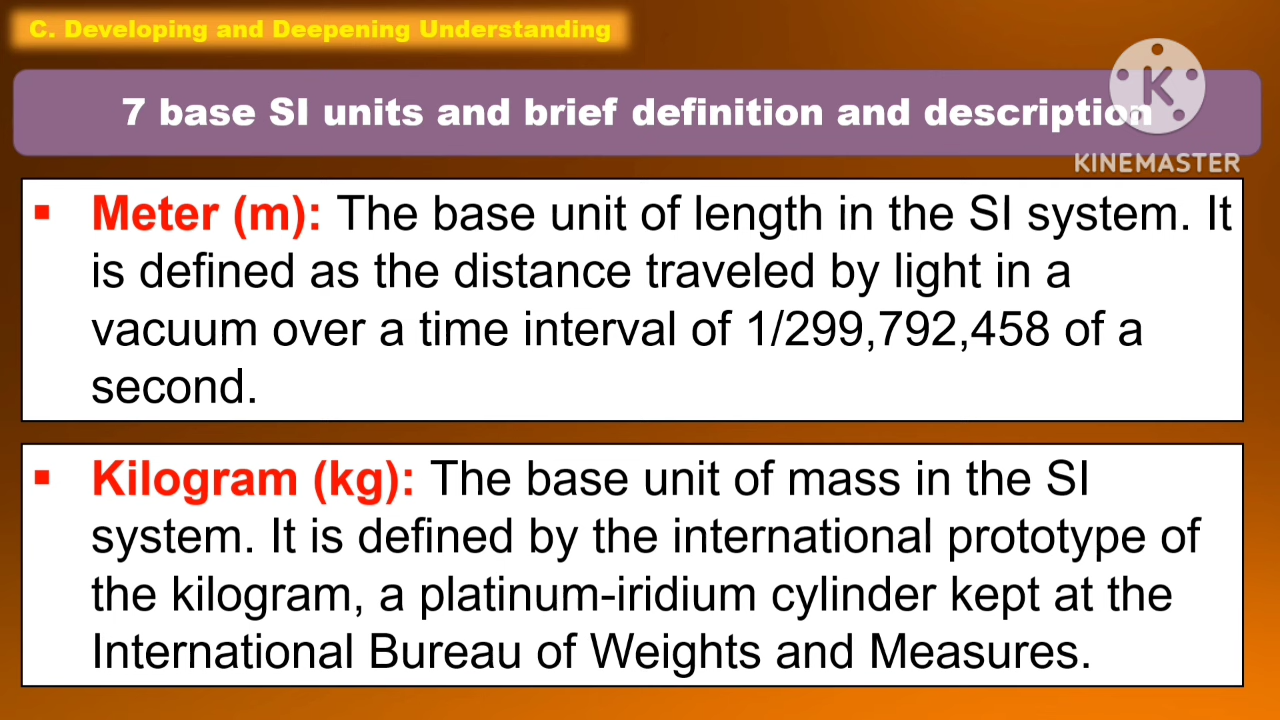 C. Developing and Deepening Understanding
7 base SI units and brief definition and description
K
KINEMASTER
▪ Meter (m): The base unit of length in the SI system. It
is defined as the distance traveled by light in a
vacuum over a time interval of 1/299,792,458 of a
second.
▪ Kilogram (kg): The base unit of mass in the SI
system. It is defined by the international prototype of
the kilogram, a platinum-iridium cylinder kept at the
International Bureau of Weights and Measures.